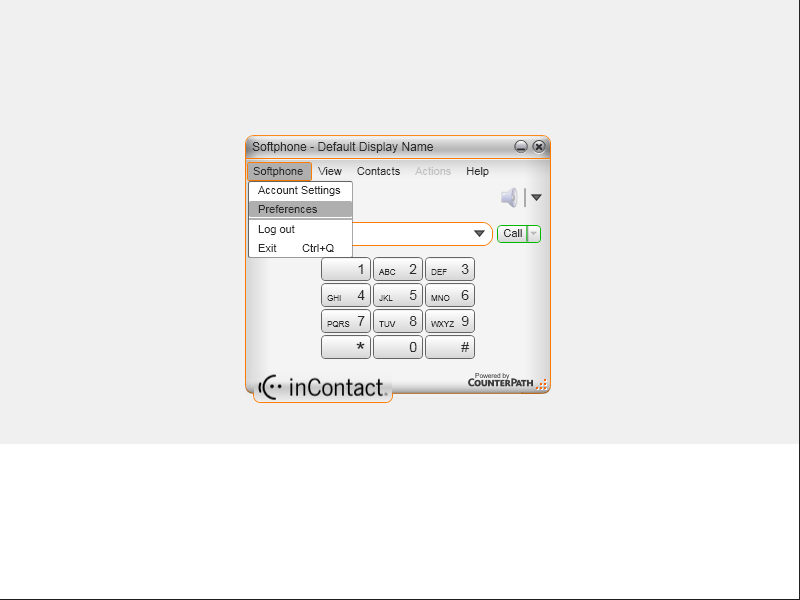 Softphone - Default Display Name
Softphone View Contacts Actions Help
Account Settings
Preferences
Log out
Exit Ctrl+Q
Call
1 ABC 2 DEF 3
GHI 4 JKL 5 MNO 6
PQRS 7 TUV 8 WXYZ 9
* 0 #
inContact.
Powered by
COUNTERPATH